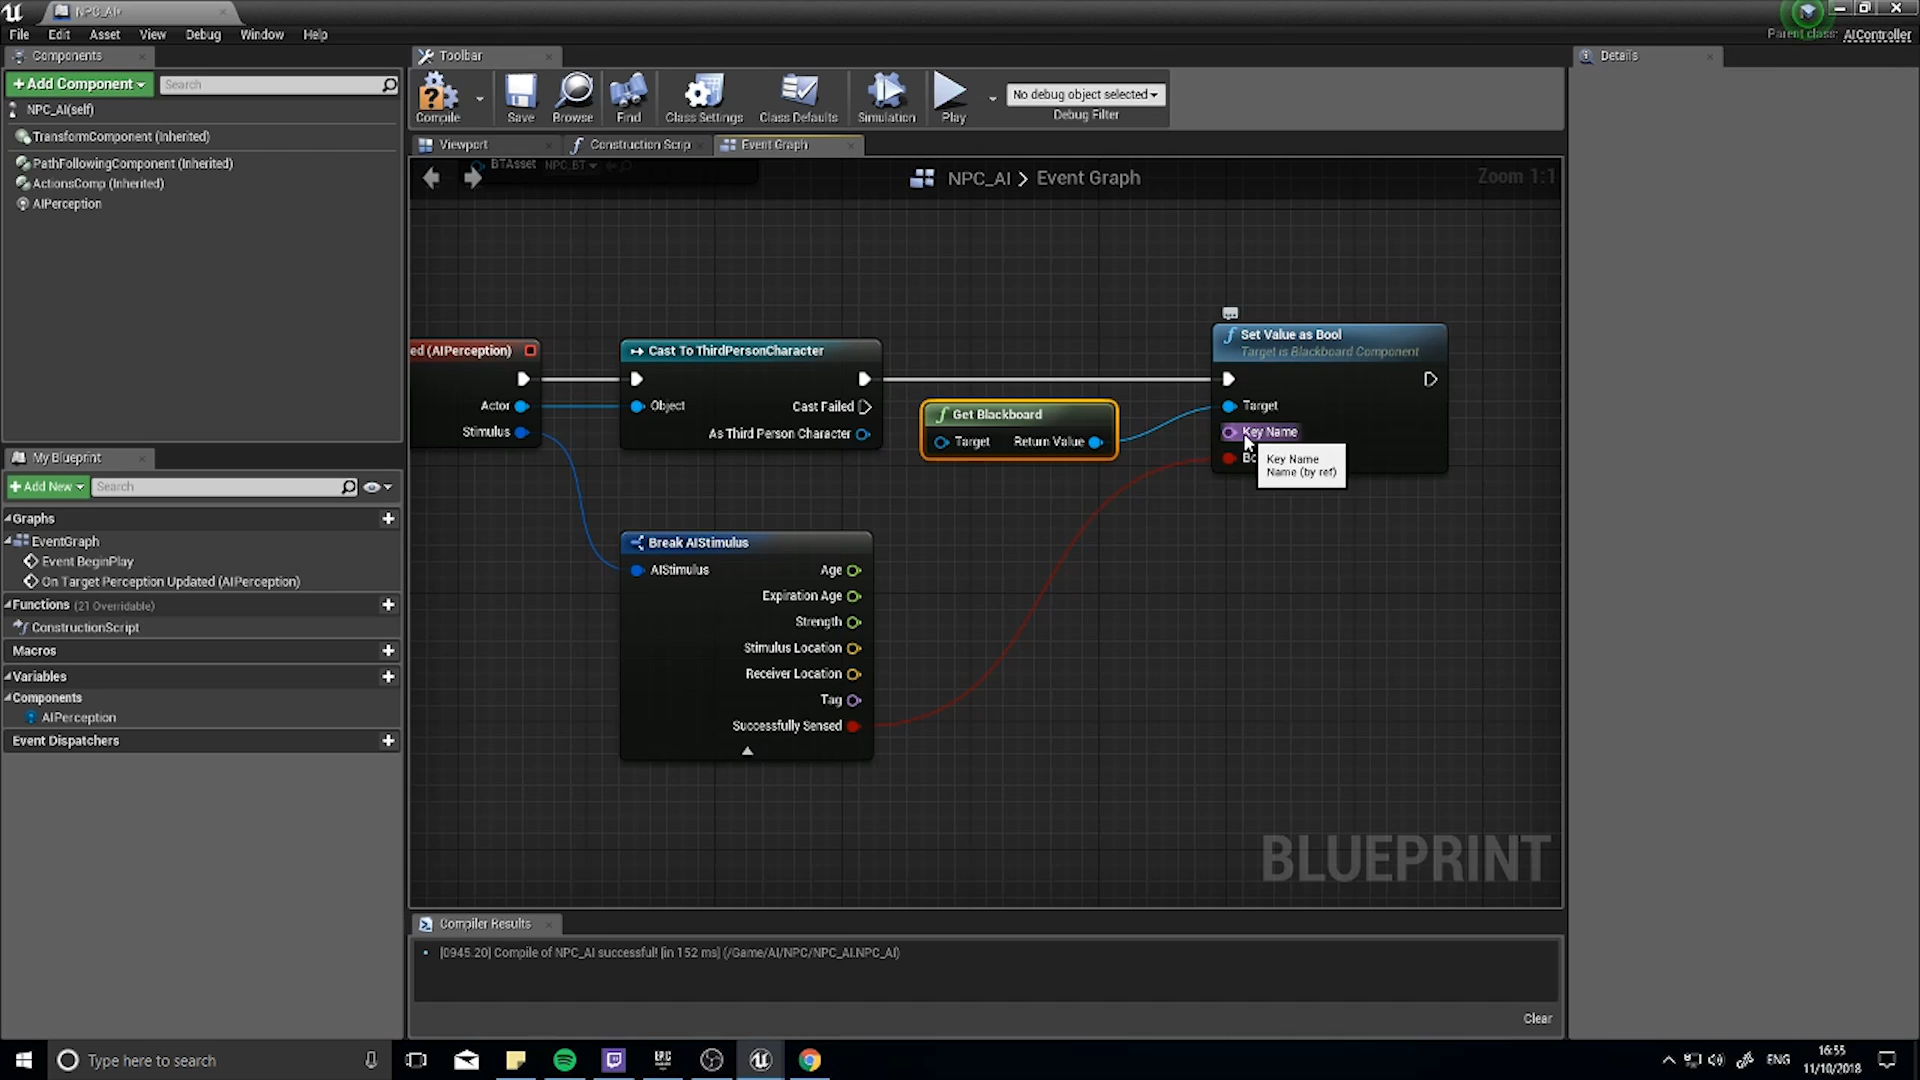 NPC_AI*
File Edit Asset View Debug Window Help
Parent class: AIController
Components
Toolbar
Details
+ Add Component
Search
NPC_AI(self)
TransformComponent (Inherited)
PathFollowingComponent (Inherited)
ActionsComp (Inherited)
AIPerception
Compile
Save
Browse
Find
Class Settings
Class Defaults
Simulation
Play
No debug object selected
Debug Filter
Viewport
Construction Scrip
Event Graph
BTAsset NPC_BT
NPC_AI > Event Graph
Zoom 1:1
ed (AIPerception)
Actor
Stimulus
Cast To ThirdPersonCharacter
Object
Cast Failed
As Third Person Character
Get Blackboard
Target Return Value
Set Value as Bool
Target is Blackboard Component
Target
Key Name
Bo
Key Name
Name (by ref)
Break AIStimulus
AIStimulus
Age
Expiration Age
Strength
Stimulus Location
Receiver Location
Tag
Successfully Sensed
BLUEPRINT
My Blueprint
+ Add New
Search
Graphs
EventGraph
Event BeginPlay
On Target Perception Updated (AIPerception)
Functions (21 Overridable)
ConstructionScript
Macros
Variables
Components
AIPerception
Event Dispatchers
Compiler Results
[0945.20] Compile of NPC_AI successful! [in 152 ms] (/Game/AI/NPC/NPC_AI.NPC_AI)
Clear
Type here to search
EPIC
ENG
16:55
11/10/2018